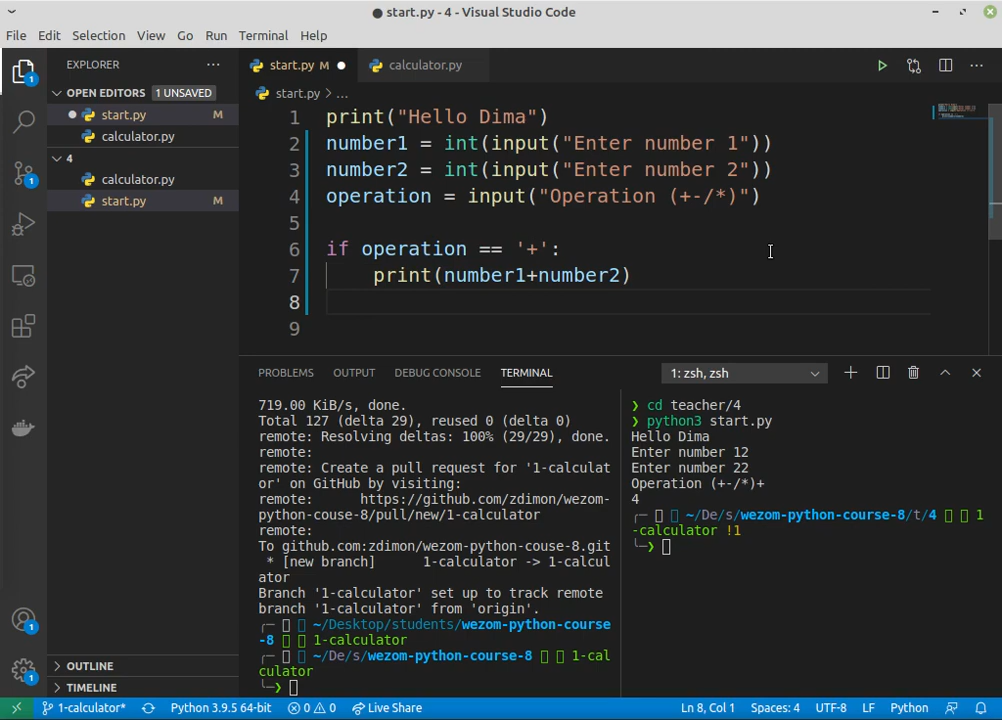 start.py - 4 - Visual Studio Code
File Edit Selection View Go Run Terminal Help
EXPLORER
OPEN EDITORS 1 UNSAVED
start.py M
calculator.py
4
calculator.py
start.py M
OUTLINE
TIMELINE
1
1
1
1
start.py M
calculator.py
start.py > ...
1 print("Hello Dima")
2 number1 = int(input("Enter number 1"))
3 number2 = int(input("Enter number 2"))
4 operation = input("Operation (+-/*)")
5
6 if operation == '+':
7 print(number1+number2)
8
9
PROBLEMS OUTPUT DEBUG CONSOLE TERMINAL
1: zsh, zsh
719.00 KiB/s, done.
Total 127 (delta 29), reused 0 (delta 0)
remote: Resolving deltas: 100% (29/29), done.
remote:
remote: Create a pull request for '1-calculat
or' on GitHub by visiting:
remote: https://github.com/zdimon/wezom-
python-couse-8/pull/new/1-calculator
remote:
To github.com:zdimon/wezom-python-couse-8.git
* [new branch] 1-calculator -> 1-calcul
ator
Branch '1-calculator' set up to track remote
branch '1-calculator' from 'origin'.
~/Desktop/students/wezom-python-course
-8 1-calculator
~/De/s/wezom-python-course-8 1-cal
culator
❯ cd teacher/4
❯ python3 start.py
Hello Dima
Enter number 12
Enter number 22
Operation (+-/*)+
4
~/De/s/wezom-python-course-8/t/4 1
-calculator !1
1-calculator* Python 3.9.5 64-bit 0 0 Live Share Ln 8, Col 1 Spaces: 4 UTF-8 LF Python